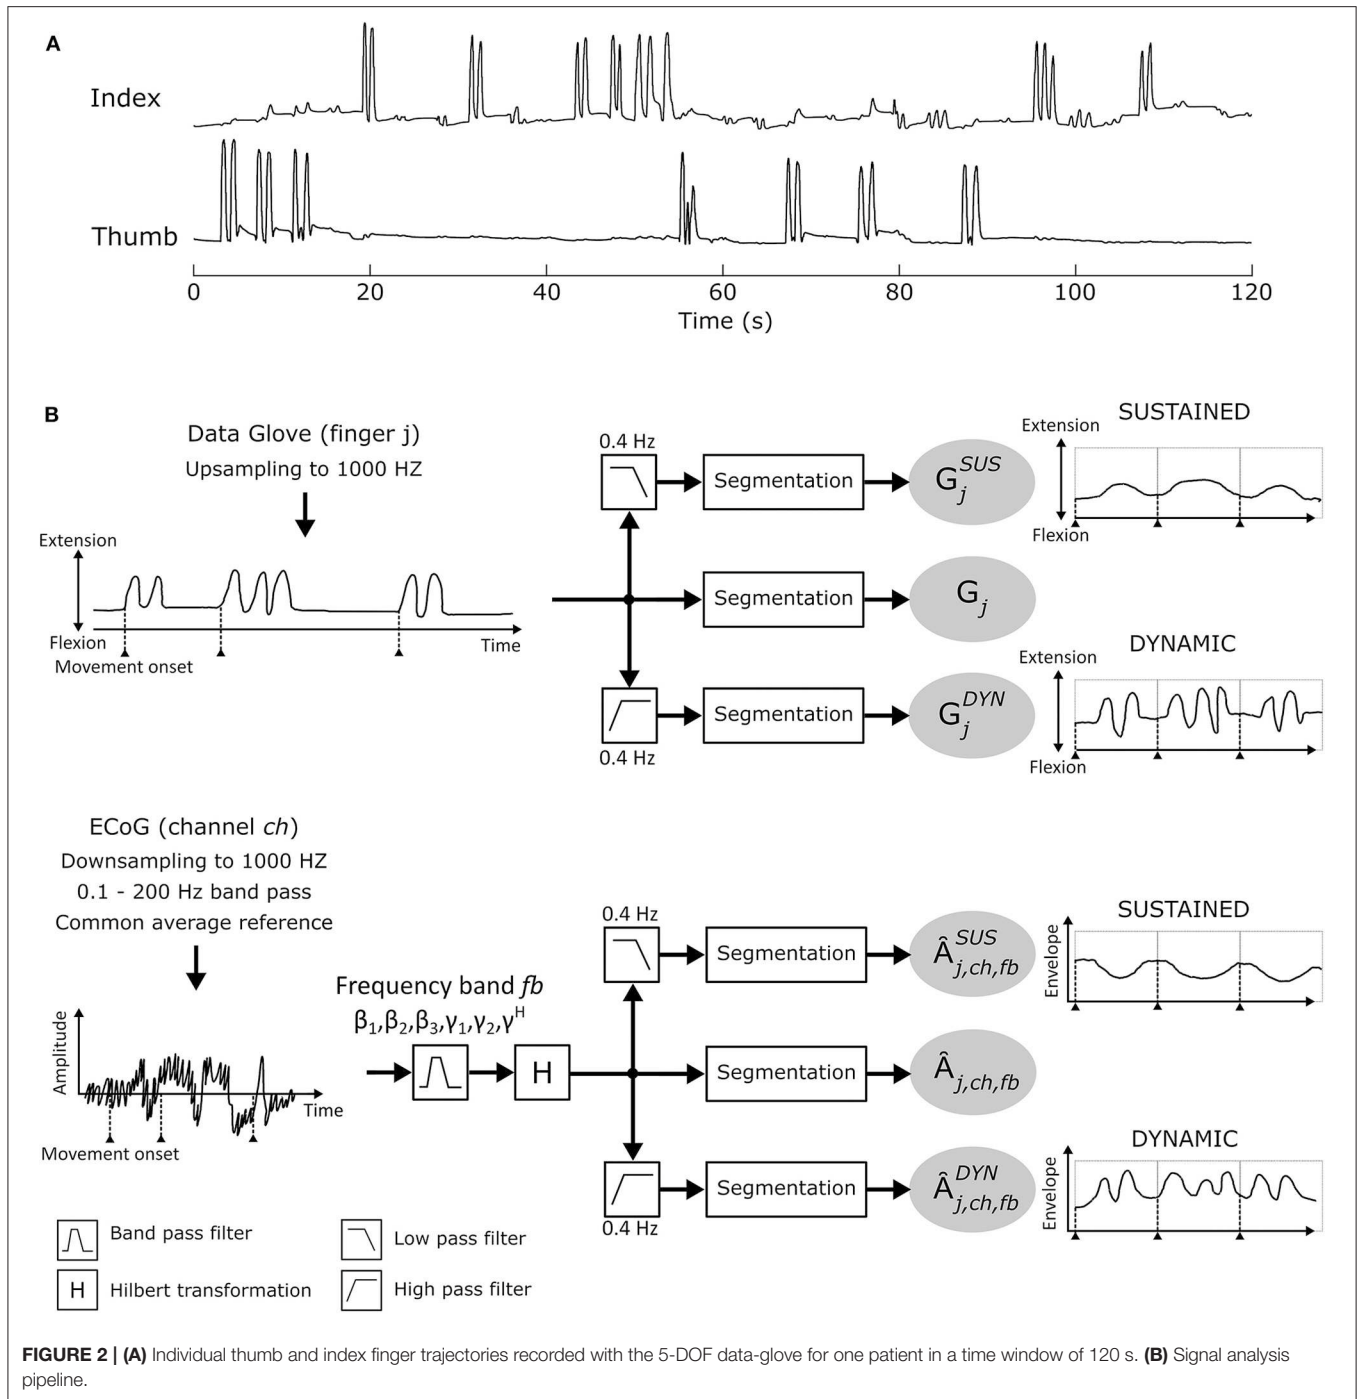 A
Index
Thumb
0 20 40 60 80 100 120
Time (s)
B
Data Glove (finger j)
Upsampling to 1000 HZ
Extension
Flexion
Time
Movement onset
0.4 Hz
Segmentation
G_j^SUS
SUSTAINED
Extension
Flexion
Segmentation
G_j
Segmentation
G_j^DYN
0.4 Hz
DYNAMIC
Extension
Flexion
ECoG (channel ch)
Downsampling to 1000 HZ
0.1 - 200 Hz band pass
Common average reference
Amplitude
Time
Movement onset
Frequency band fb
β₁,β₂,β₃,γ₁,γ₂,γ^H
H
0.4 Hz
Segmentation
Â_j,ch,fb^SUS
SUSTAINED
Envelope
Segmentation
Â_j,ch,fb
Segmentation
Â_j,ch,fb^DYN
0.4 Hz
DYNAMIC
Envelope
Band pass filter
Low pass filter
H Hilbert transformation
High pass filter
FIGURE 2 | (A) Individual thumb and index finger trajectories recorded with the 5-DOF data-glove for one patient in a time window of 120 s. (B) Signal analysis
pipeline.